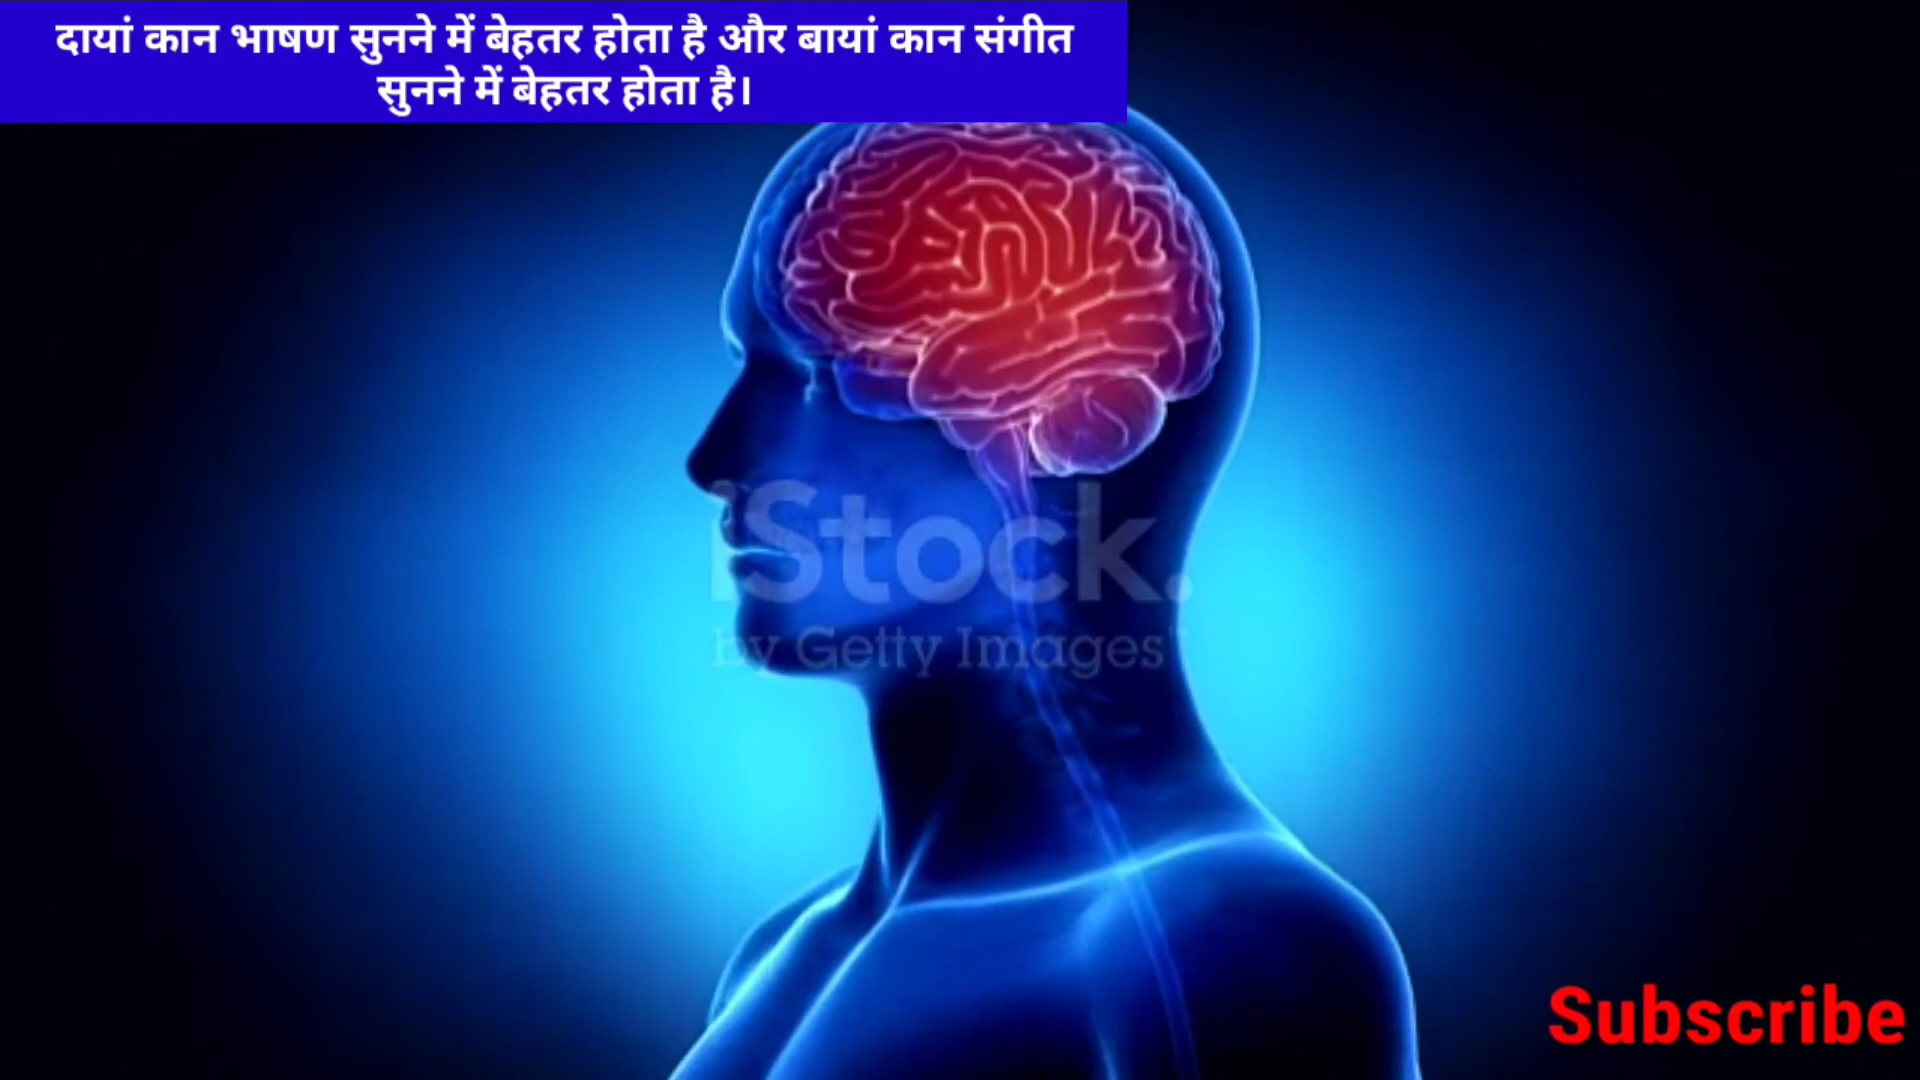 दायां कान भाषण सुनने में बेहतर होता है और बायां कान संगीत
सुनने में बेहतर होता है।
iStock.
by Getty Images
Subscribe